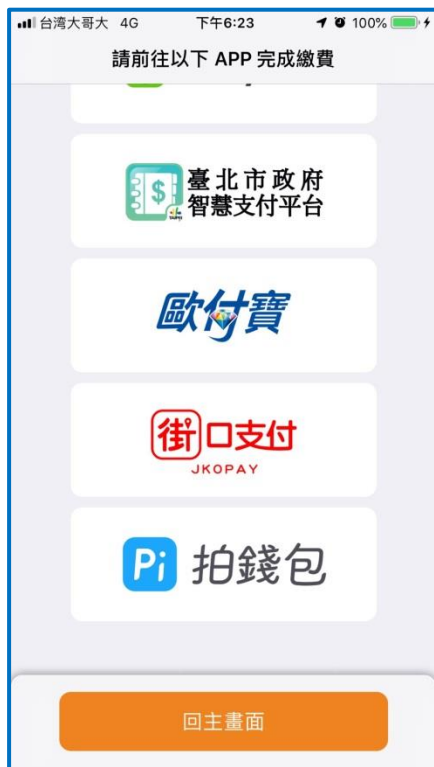 台湾大哥大 4G 下午6:23 100%
請前往以下 APP 完成繳費
臺北市政府
智慧支付平台
歐付寶
街口支付
JKOPAY
Pi 拍錢包
回主畫面